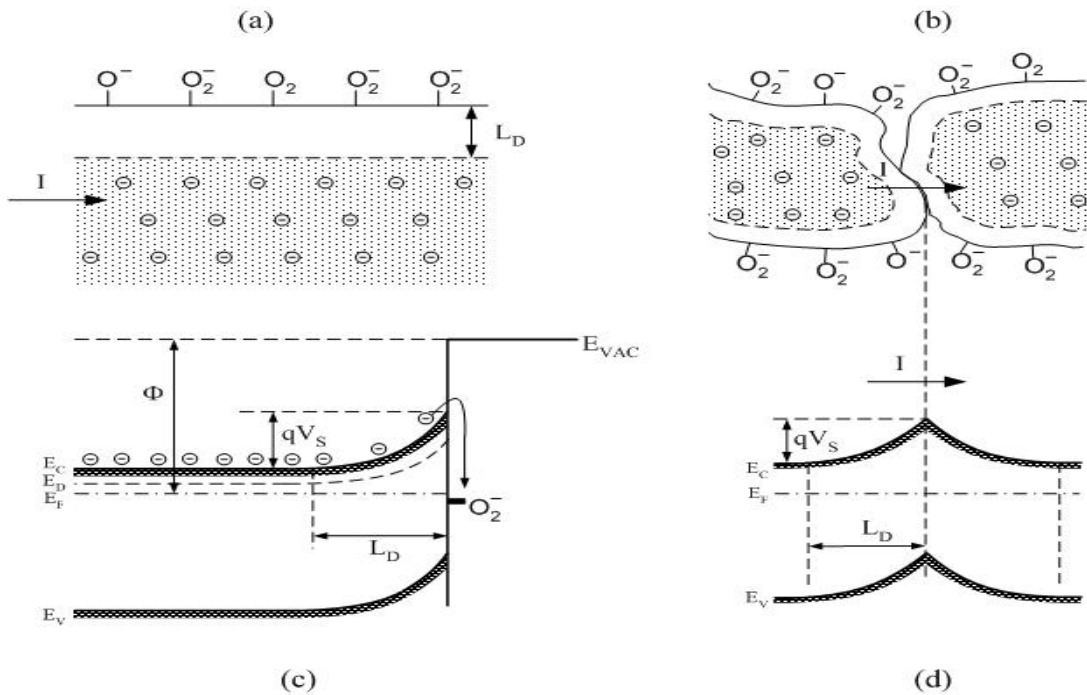 (a)
O⁻ O₂⁻ O₂ O₂⁻ O₂⁻
L_D
I
(b)
O₂⁻ O⁻ O₂⁻ O₂⁻ O₂
I
O₂⁻ O₂⁻ O₂⁻ O₂⁻ O₂⁻
E_VAC
Φ
qV_S
E_C
E_D
E_F
O₂⁻
L_D
E_V
(c)
I
qV_S
E_C
E_F
L_D
E_V
(d)